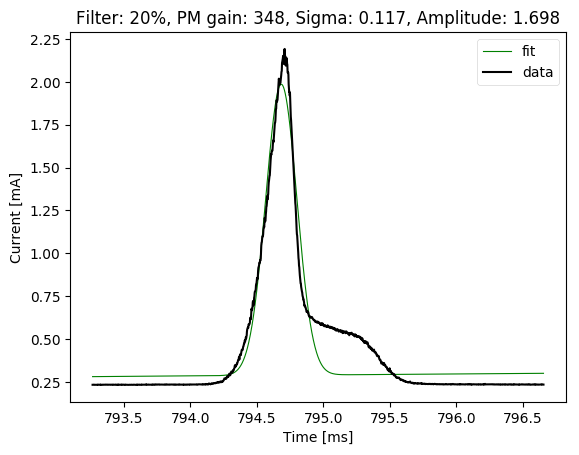 Filter: 20%, PM gain: 348, Sigma: 0.117, Amplitude: 1.698
fit
data
2.25
2.00
1.75
1.50
1.25
1.00
0.75
0.50
0.25
Current [mA]
793.5 794.0 794.5 795.0 795.5 796.0 796.5
Time [ms]